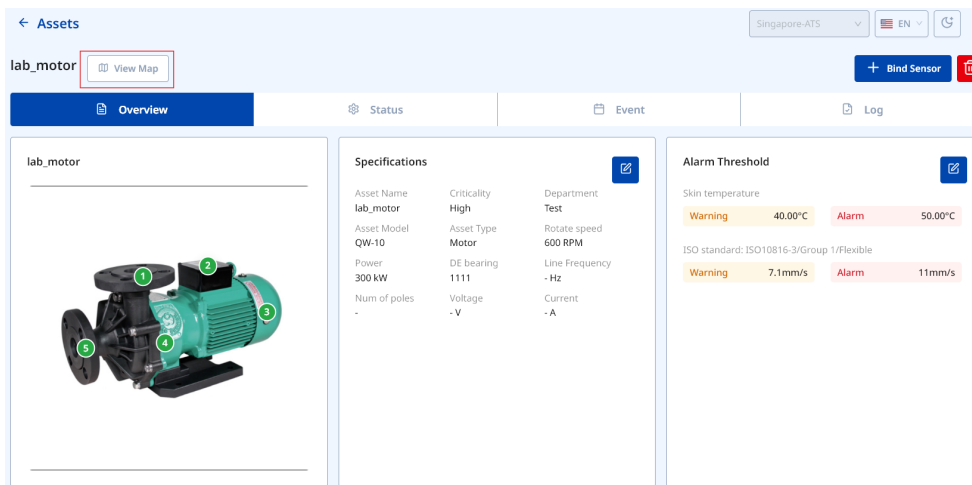 Assets
Singapore-ATS
EN
lab_motor
View Map
Bind Sensor
Overview
Status
Event
Log
lab_motor
1
2
3
4
5
Specifications
Asset Name Criticality Department
lab_motor High Test
Asset Model Asset Type Rotate speed
QW-10 Motor 600 RPM
Power DE bearing Line Frequency
300 kW 1111 - Hz
Num of poles Voltage Current
- - V - A
Alarm Threshold
Skin temperature
Warning 40.00°C Alarm 50.00°C
ISO standard: ISO10816-3/Group 1/Flexible
Warning 7.1mm/s Alarm 11mm/s